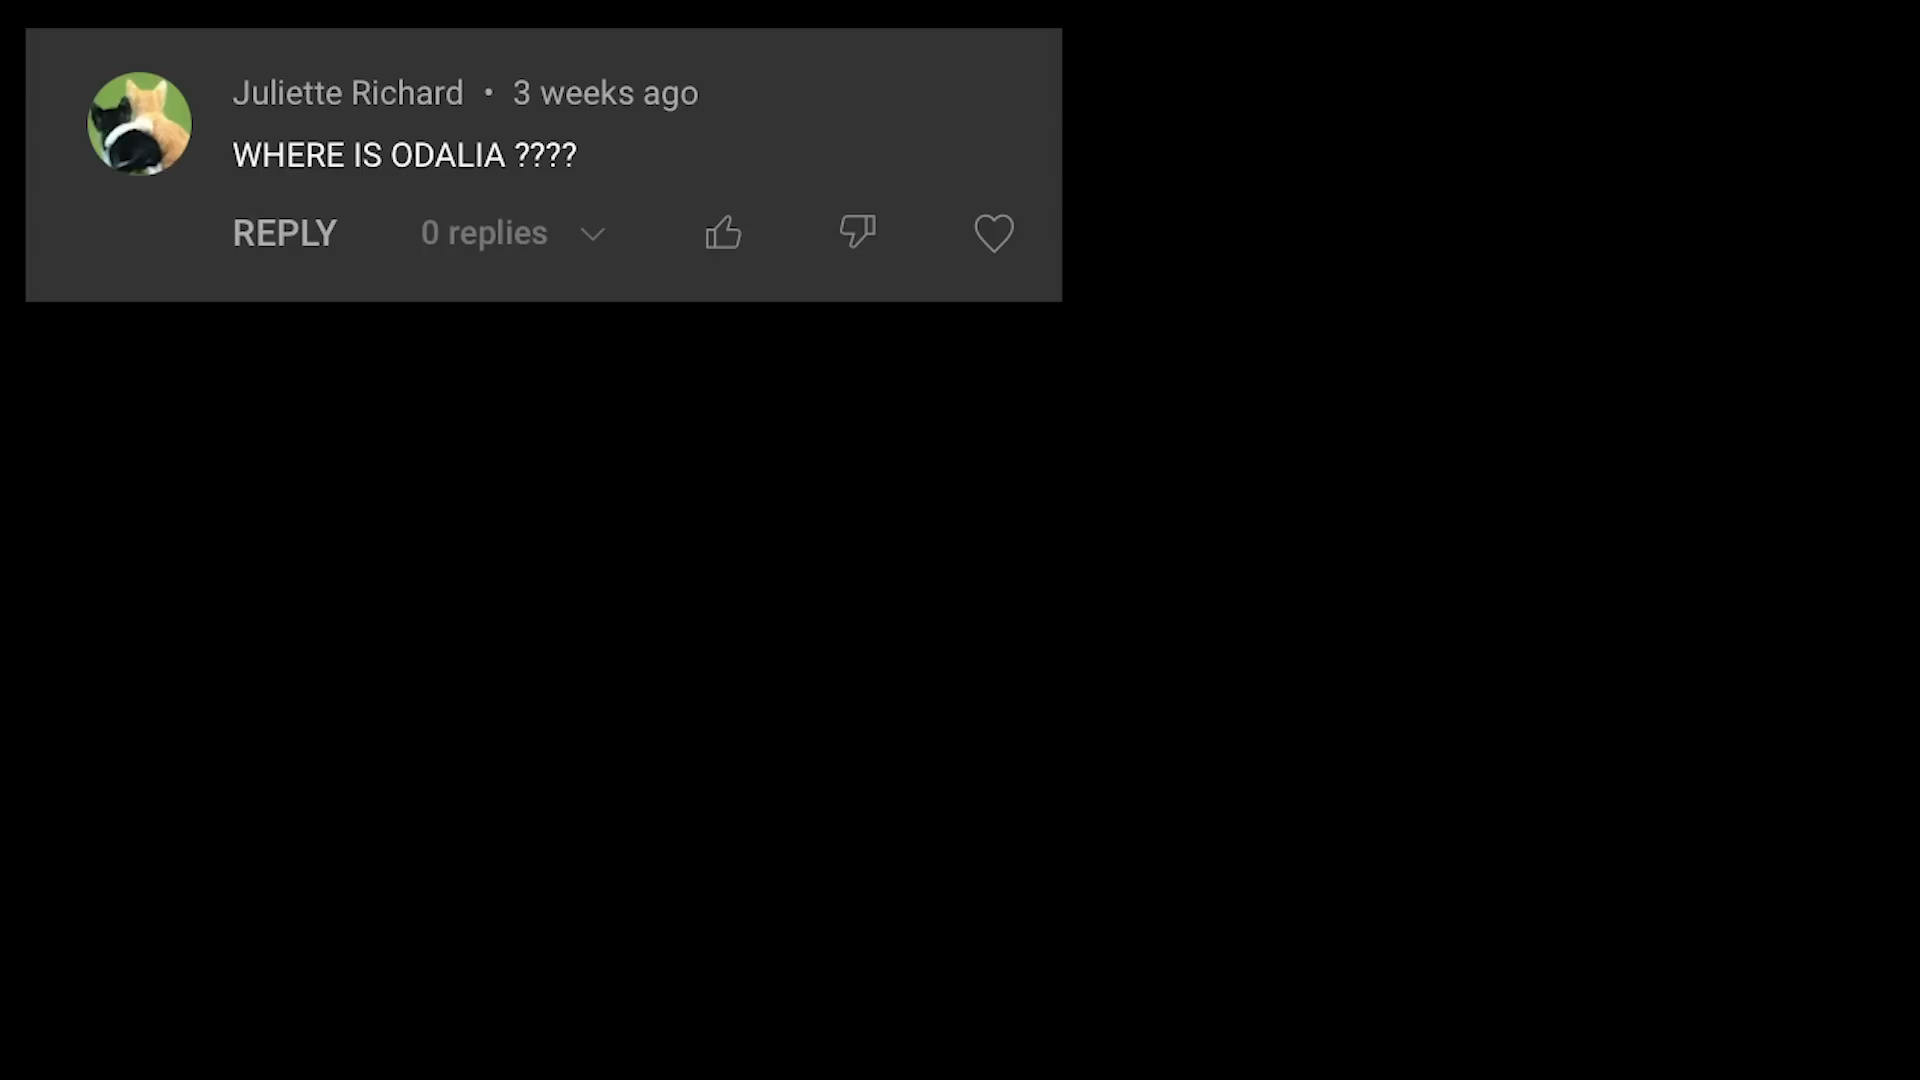 Juliette Richard • 3 weeks ago
WHERE IS ODALIA ????
REPLY 0 replies